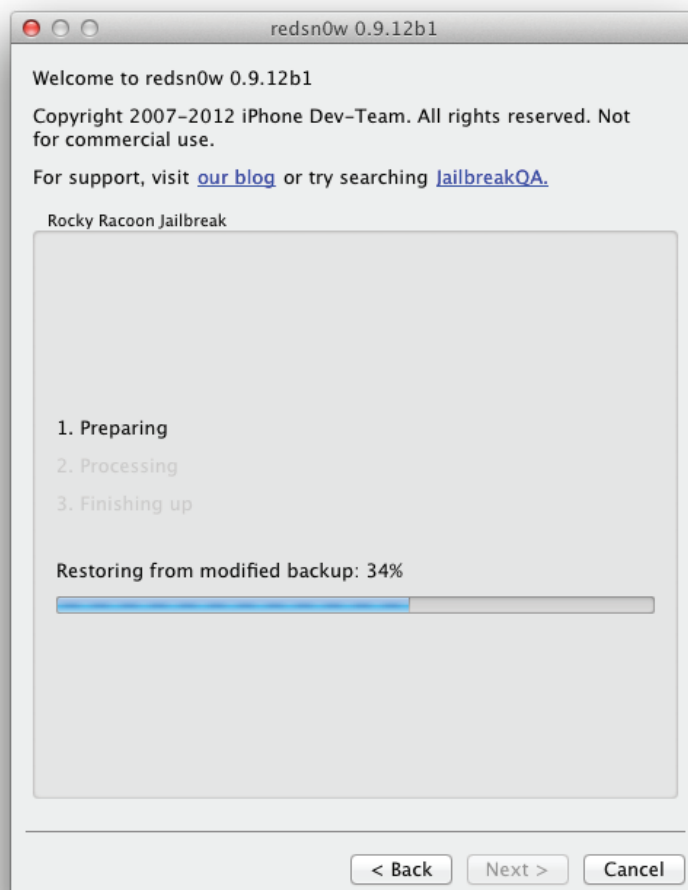 redsn0w 0.9.12b1
Welcome to redsn0w 0.9.12b1
Copyright 2007-2012 iPhone Dev-Team. All rights reserved. Not
for commercial use.
For support, visit our blog or try searching JailbreakQA.
Rocky Racoon Jailbreak
1. Preparing
2. Processing
3. Finishing up
Restoring from modified backup: 34%
< Back Next > Cancel